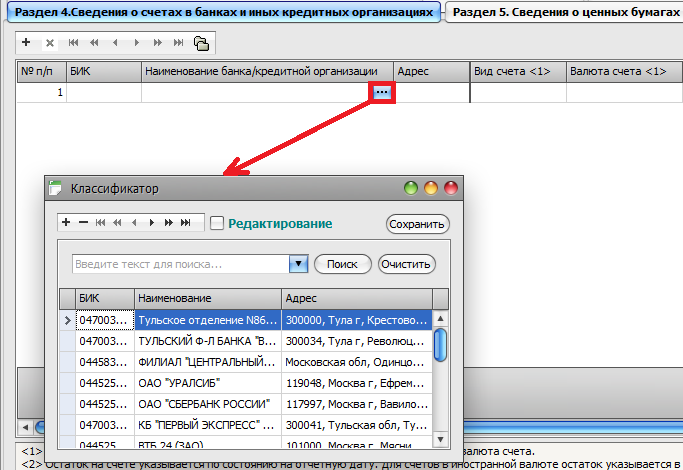 Раздел 4.Сведения о счетах в банках и иных кредитных организациях Раздел 5. Сведения о ценных бумагах
№ п/п БИК Наименование банка/кредитной организации Адрес Вид счета <1> Валюта счета <1>
1 ...
Классификатор
Редактирование Сохранить
Введите текст для поиска... Поиск Очистить
БИК Наименование Адрес
047003... Тульское отделение N86... 300000, Тула г, Крестово...
047003... ТУЛЬСКИЙ Ф-Л БАНКА "В... 300034, Тула г, Революц...
044583... ФИЛИАЛ "ЦЕНТРАЛЬНЫЙ... Московская обл, Одинцо...
044525... ОАО "УРАЛСИБ" 119048, Москва г, Ефрем...
044525... ОАО "СБЕРБАНК РОССИИ" 117997, Москва г, Вавило...
047003... КБ "ПЕРВЫЙ ЭКСПРЕСС" ... 300041, Тульская обл, Ту...
044525... ВТБ 24 (ЗАО) 101000, Москва г, Мясни...
<1> валюта счета.
<2> Остаток на счете указывается по состоянию на отчетную дату. Для счетов в иностранной валюте остаток указывается в